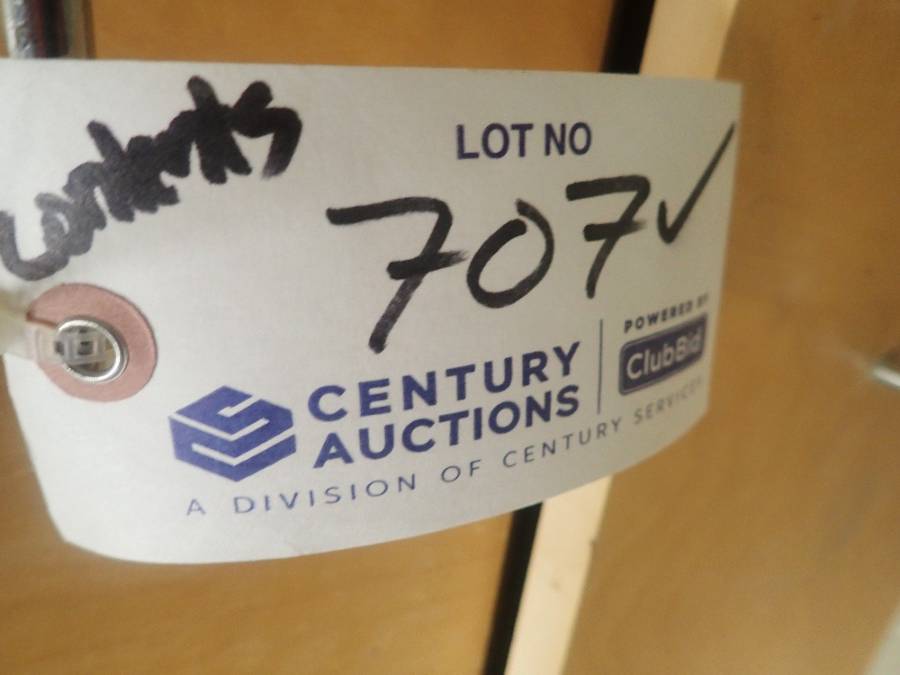 contents
LOT NO
707✓
CENTURY
AUCTIONS
POWERED BY
ClubBid
A DIVISION OF CENTURY SERVICES